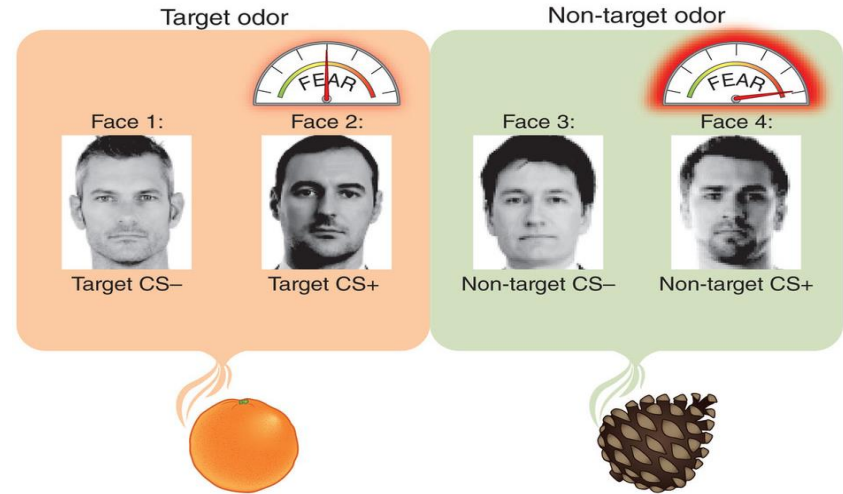 Target odor
Non-target odor
FEAR
FEAR
Face 1:
Face 2:
Face 3:
Face 4:
Target CS–
Target CS+
Non-target CS–
Non-target CS+